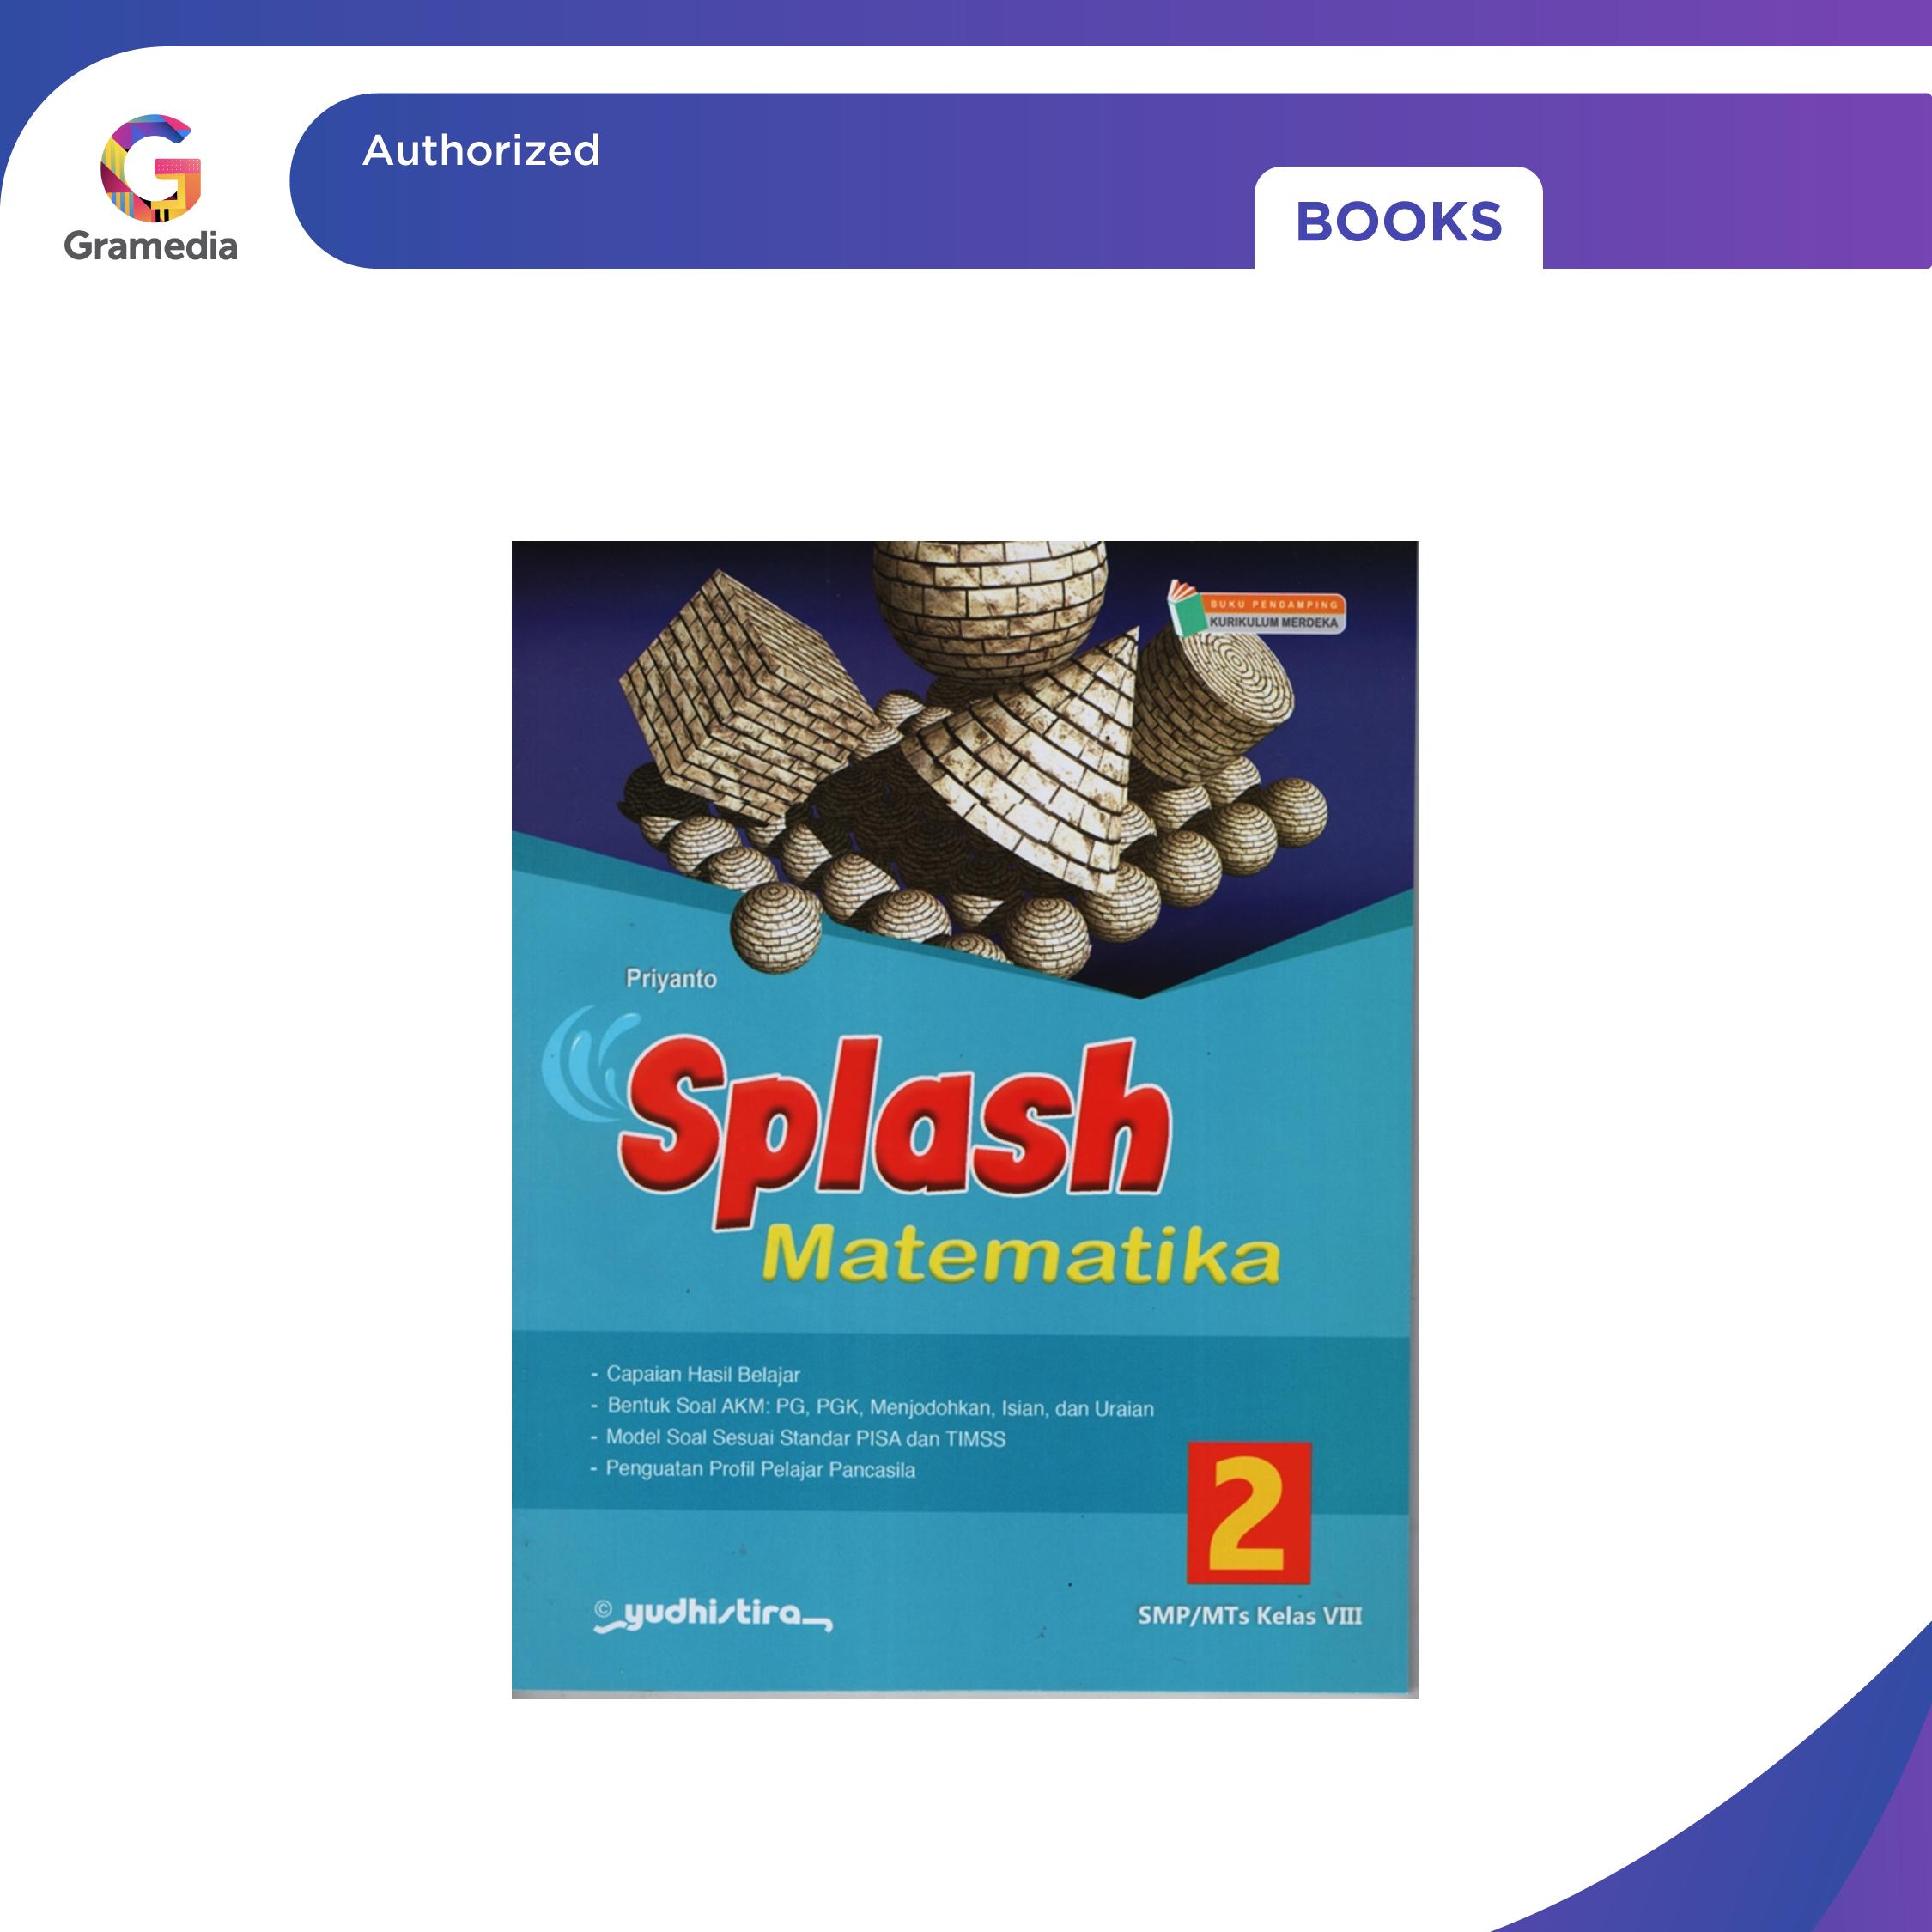 Gramedia
Authorized
BOOKS
BUKU PENDAMPING
KURIKULUM MERDEKA
Priyanto
Splash
Matematika
- Capaian Hasil Belajar
- Bentuk Soal AKM: PG, PGK, Menjodohkan, Isian, dan Uraian
- Model Soal Sesuai Standar PISA dan TIMSS
- Penguatan Profil Pelajar Pancasila
2
© yudhistira
SMP/MTs Kelas VIII